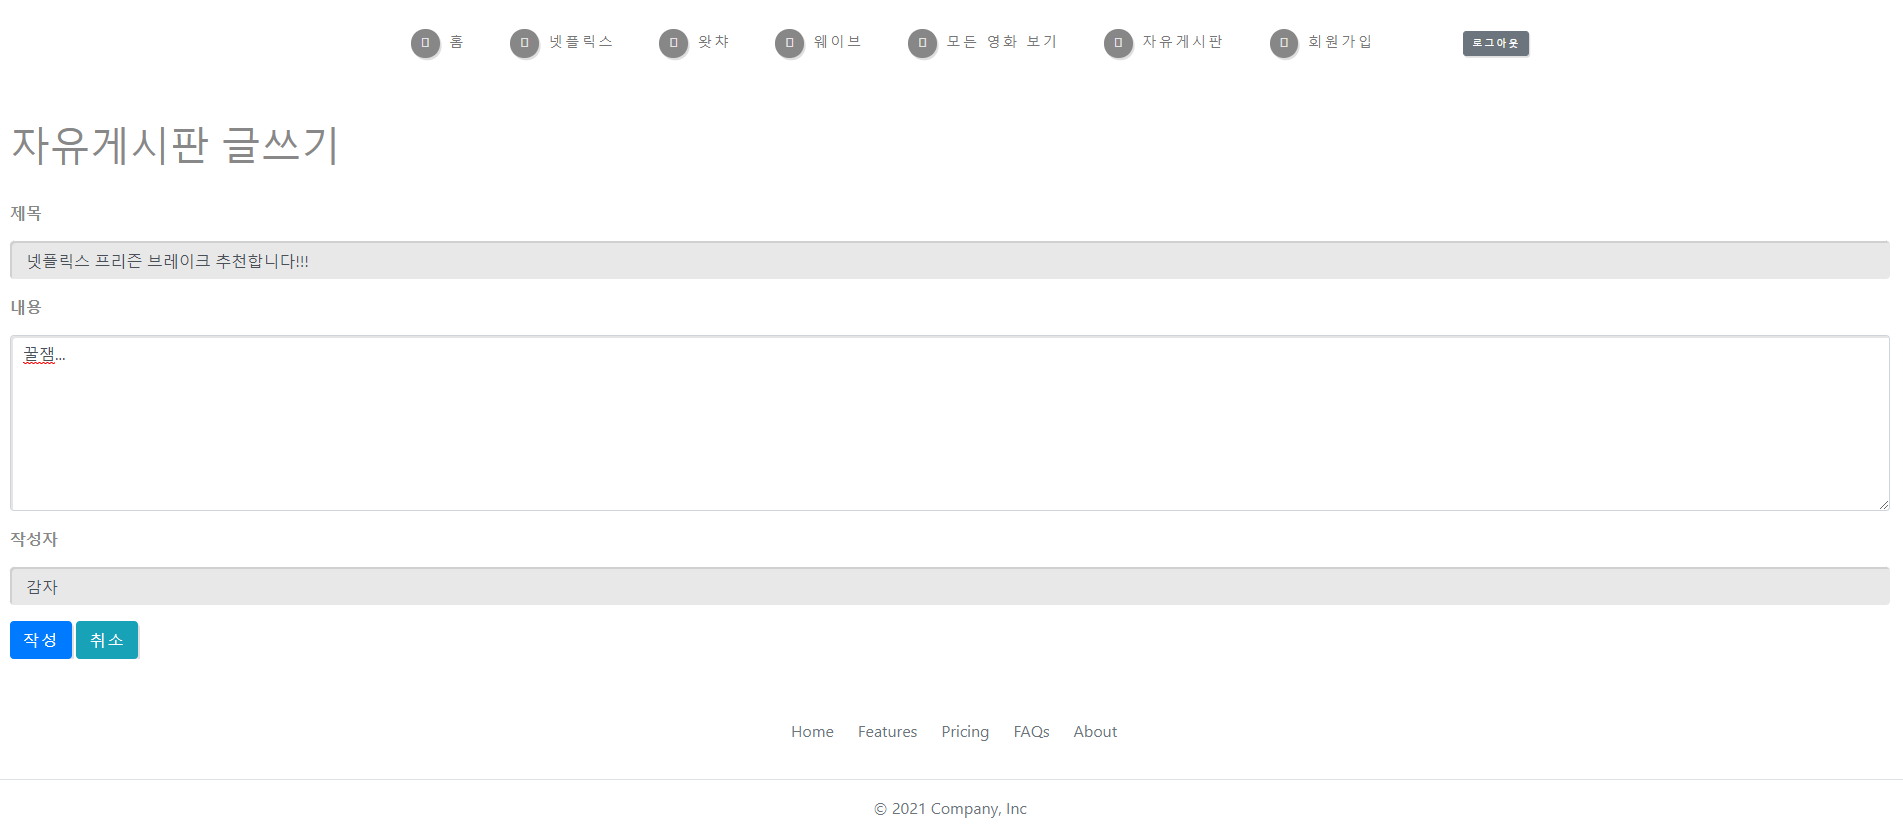 홈 넷플릭스 왓챠 웨이브 모든 영화 보기 자유게시판 회원가입 로그아웃
자유게시판 글쓰기
제목
넷플릭스 프리즌 브레이크 추천합니다!!!
내용
꿀잼...
작성자
감자
작성 취소
Home Features Pricing FAQs About
© 2021 Company, Inc